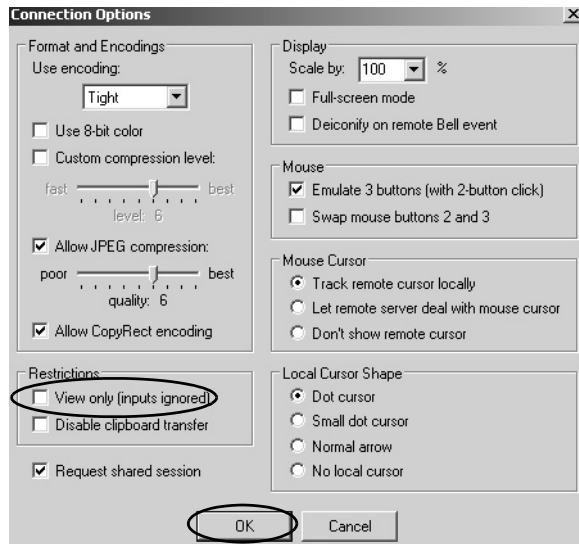 Connection Options
Format and Encodings
Use encoding:
Tight
Use 8-bit color
Custom compression level:
fast best
level: 6
Allow JPEG compression:
poor best
quality: 6
Allow CopyRect encoding
Restrictions
View only (inputs ignored)
Disable clipboard transfer
Request shared session
Display
Scale by: 100 %
Full-screen mode
Deiconify on remote Bell event
Mouse
Emulate 3 buttons (with 2-button click)
Swap mouse buttons 2 and 3
Mouse Cursor
Track remote cursor locally
Let remote server deal with mouse cursor
Don't show remote cursor
Local Cursor Shape
Dot cursor
Small dot cursor
Normal arrow
No local cursor
OK Cancel